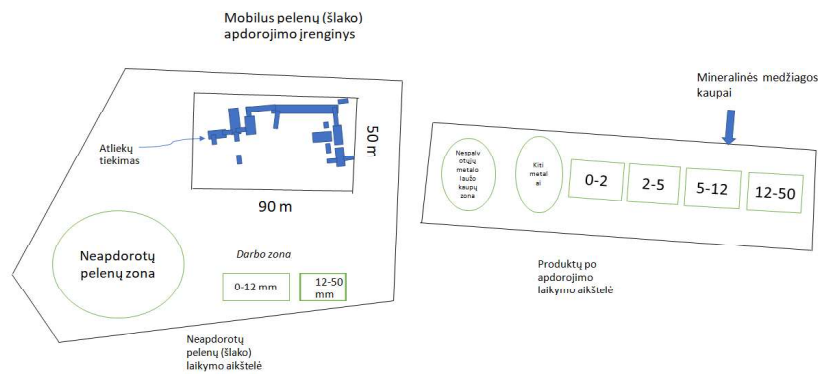 Mobilus pelenų (šlako)
apdorojimo įrenginys
Atliekų
tiekimas
50 m
90 m
Neapdorotų
pelenų zona
Darbo zona
0-12 mm
12-50
mm
Neapdorotų
pelenų (šlako)
laikymo aikštelė
Mineralinės medžiagos
kaupai
Nespalv
otųjų
metalo
laužo
kaupų
zona
Kiti
metal
ai
0-2
2-5
5-12
12-50
Produktų po
apdorojimo
laikymo aikštelė